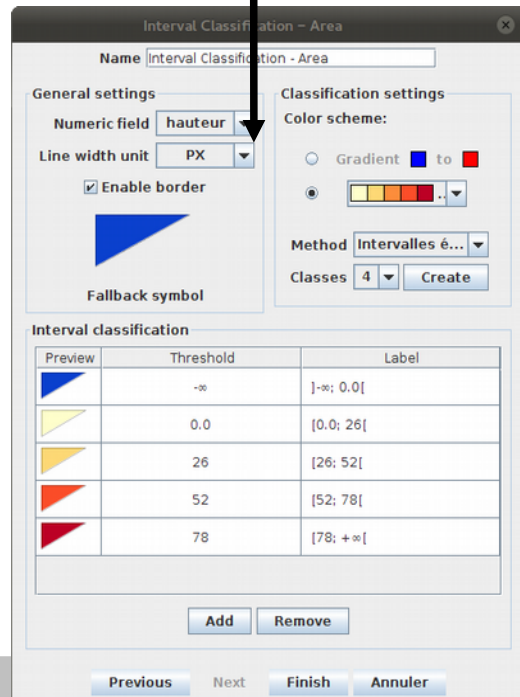 Interval Classification – Area
Name Interval Classification - Area
General settings
Numeric field hauteur
Line width unit PX
Enable border
Fallback symbol
Classification settings
Color scheme:
Gradient to
..
Method Intervalles é...
Classes 4 Create
Interval classification
Preview Threshold Label
-∞ ]-∞; 0.0[
0.0 [0.0; 26[
26 [26; 52[
52 [52; 78[
78 [78; +∞[
Add Remove
Previous Next Finish Annuler